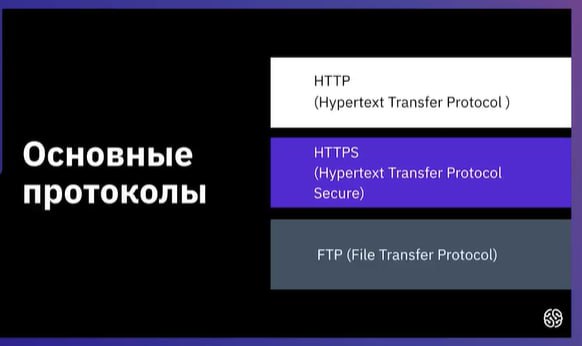 Основные
протоколы
HTTP
(Hypertext Transfer Protocol )
HTTPS
(Hypertext Transfer Protocol
Secure)
FTP (File Transfer Protocol)